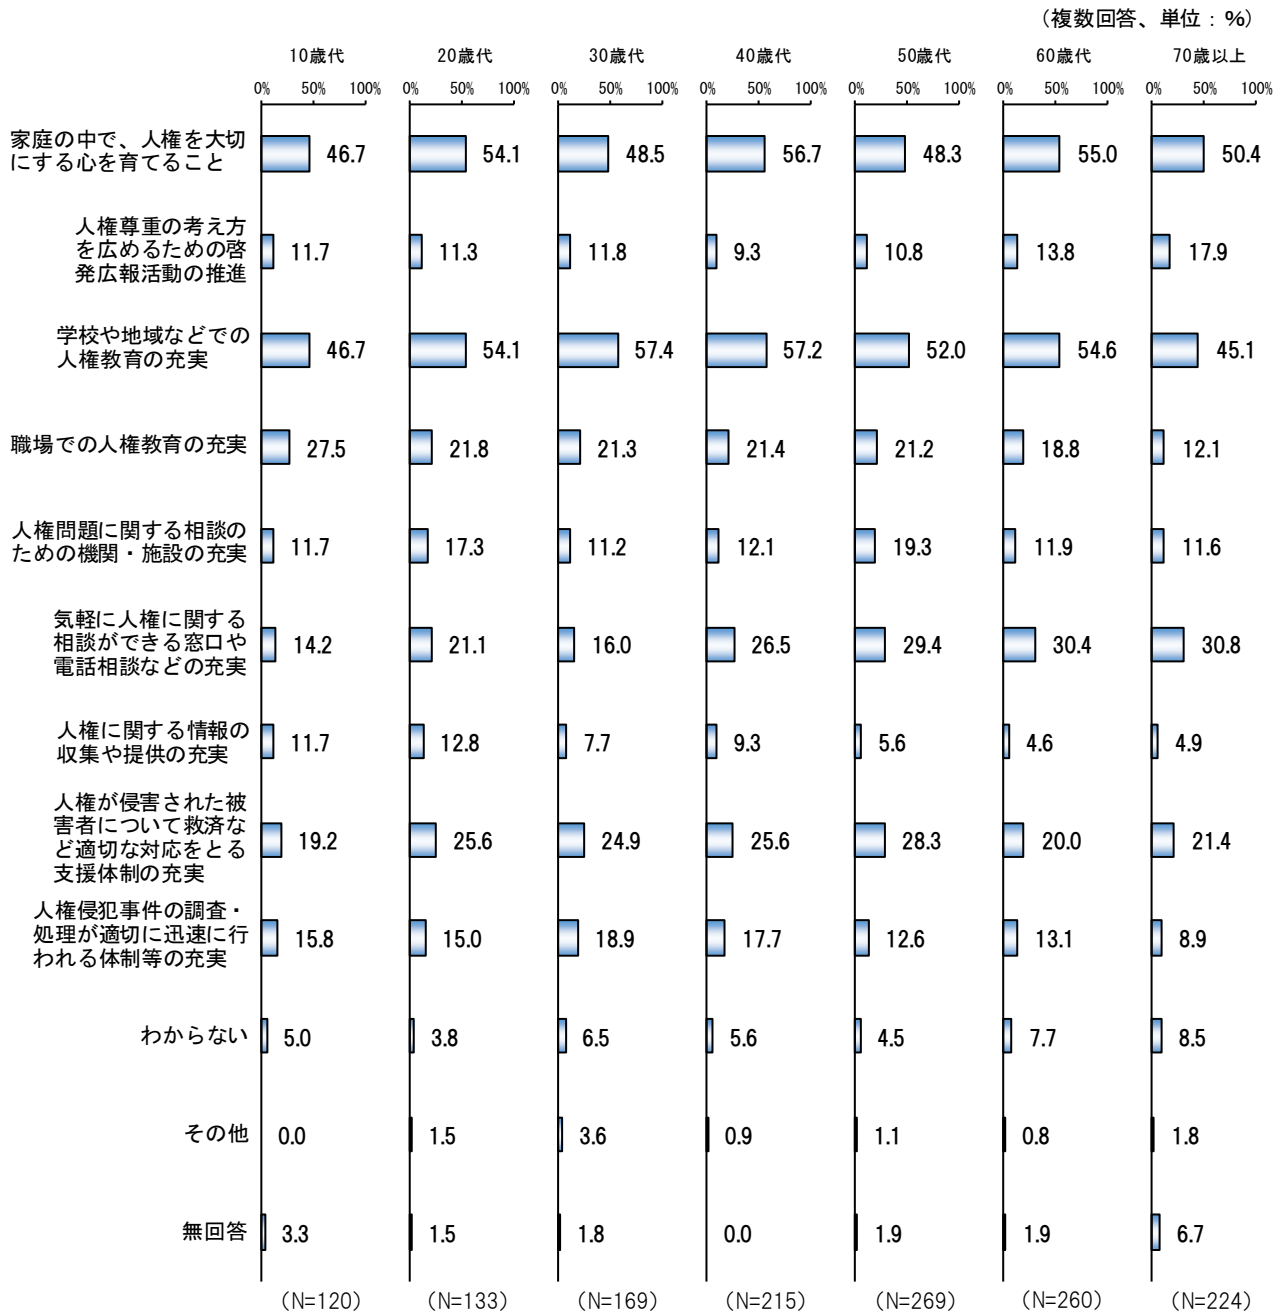 （複数回答、単位：％）
10歳代 20歳代 30歳代 40歳代 50歳代 60歳代 70歳以上
0% 50% 100% 0% 50% 100% 0% 50% 100% 0% 50% 100% 0% 50% 100% 0% 50% 100% 0% 50% 100%
家庭の中で、人権を大切
にする心を育てること
46.7 54.1 48.5 56.7 48.3 55.0 50.4
人権尊重の考え方
を広めるための啓
発広報活動の推進
11.7 11.3 11.8 9.3 10.8 13.8 17.9
学校や地域などでの
人権教育の充実
46.7 54.1 57.4 57.2 52.0 54.6 45.1
職場での人権教育の充実
27.5 21.8 21.3 21.4 21.2 18.8 12.1
人権問題に関する相談の
ための機関・施設の充実
11.7 17.3 11.2 12.1 19.3 11.9 11.6
気軽に人権に関する
相談ができる窓口や
電話相談などの充実
14.2 21.1 16.0 26.5 29.4 30.4 30.8
人権に関する情報の
収集や提供の充実
11.7 12.8 7.7 9.3 5.6 4.6 4.9
人権が侵害された被
害者について救済な
ど適切な対応をとる
支援体制の充実
19.2 25.6 24.9 25.6 28.3 20.0 21.4
人権侵犯事件の調査・
処理が適切に迅速に行
われる体制等の充実
15.8 15.0 18.9 17.7 12.6 13.1 8.9
わからない
5.0 3.8 6.5 5.6 4.5 7.7 8.5
その他
0.0 1.5 3.6 0.9 1.1 0.8 1.8
無回答
3.3 1.5 1.8 0.0 1.9 1.9 6.7
（N=120） （N=133） （N=169） （N=215） （N=269） （N=260） （N=224）